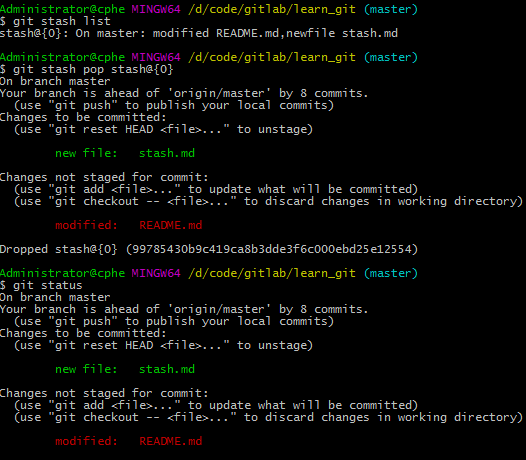 Administrator@cphe MINGW64 /d/code/gitlab/learn_git (master)
$ git stash list
stash@{0}: On master: modified README.md,newfile stash.md
Administrator@cphe MINGW64 /d/code/gitlab/learn_git (master)
$ git stash pop stash@{0}
On branch master
Your branch is ahead of 'origin/master' by 8 commits.
  (use "git push" to publish your local commits)
Changes to be committed:
  (use "git reset HEAD <file>..." to unstage)
        new file:   stash.md
Changes not staged for commit:
  (use "git add <file>..." to update what will be committed)
  (use "git checkout -- <file>..." to discard changes in working directory)
        modified:   README.md
Dropped stash@{0} (99785430b9c419ca8b3dde3f6c000ebd25e12554)
Administrator@cphe MINGW64 /d/code/gitlab/learn_git (master)
$ git status
On branch master
Your branch is ahead of 'origin/master' by 8 commits.
  (use "git push" to publish your local commits)
Changes to be committed:
  (use "git reset HEAD <file>..." to unstage)
        new file:   stash.md
Changes not staged for commit:
  (use "git add <file>..." to update what will be committed)
  (use "git checkout -- <file>..." to discard changes in working directory)
        modified:   README.md